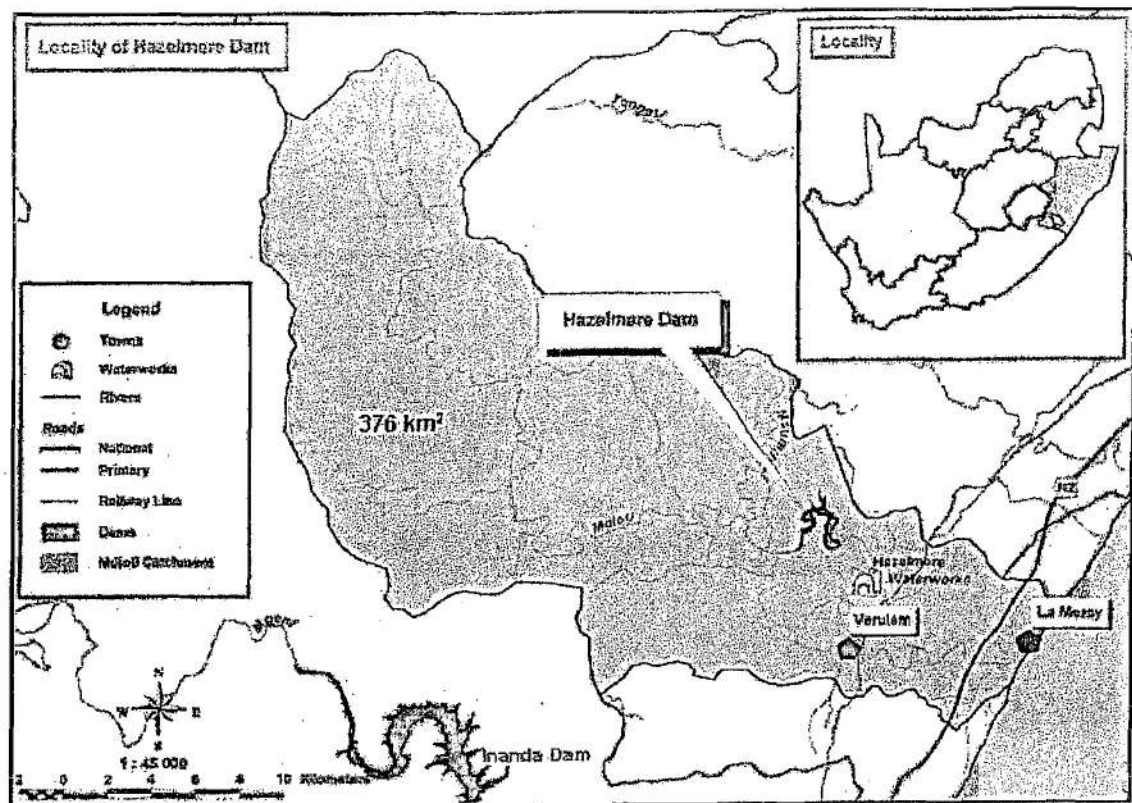 Locality of Hazelmere Dam
Locality
Hazelmere Dam
Legend
Towns
Waterworks
Rivers
Roads
National
Primary
Railway Line
Dams
Mdloti Catchment
376 km²
Mdloti
Hazelmere
Waterworks
Verulam
La Mercy
N2
N
W
E
S
1 : 45 000
2 0 2 4 6 8 10 Kilometers
Inanda Dam